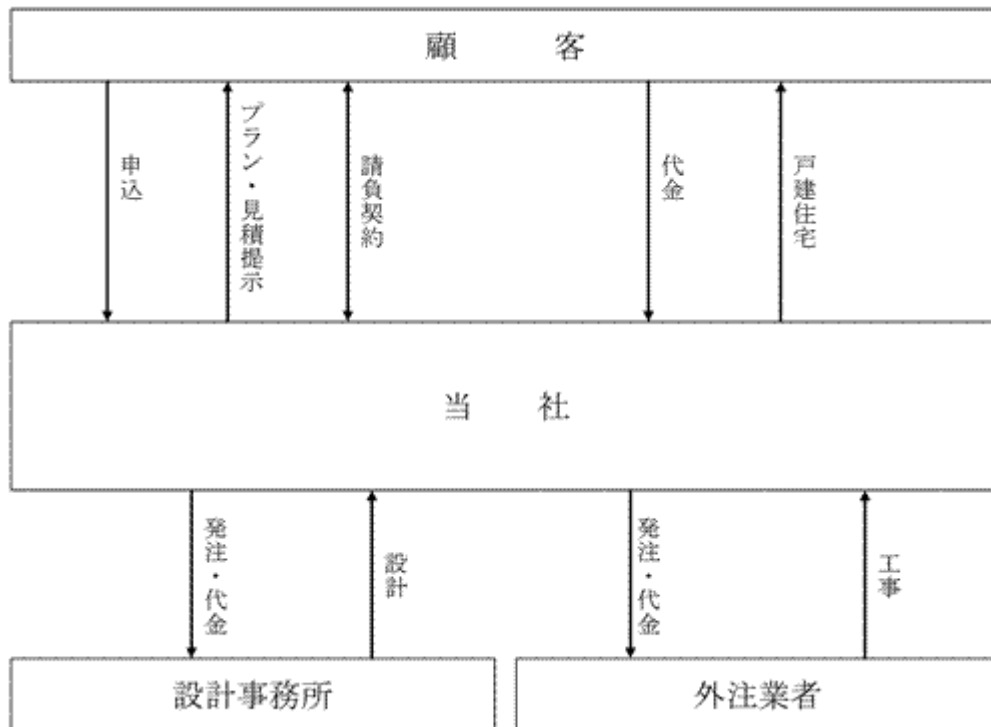 顧客
申込
プラン・見積提示
請負契約
代金
戸建住宅
当社
発注・代金
設計
発注・代金
工事
設計事務所
外注業者